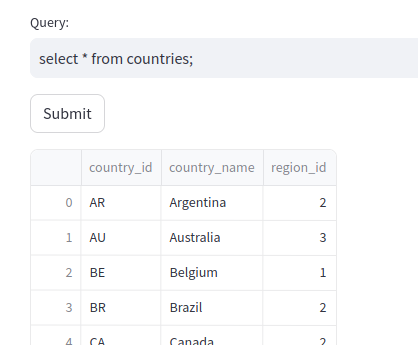 Query:
select * from countries;
Submit
country_id country_name region_id
0 AR Argentina 2
1 AU Australia 3
2 BE Belgium 1
3 BR Brazil 2
4 CA Canada 2